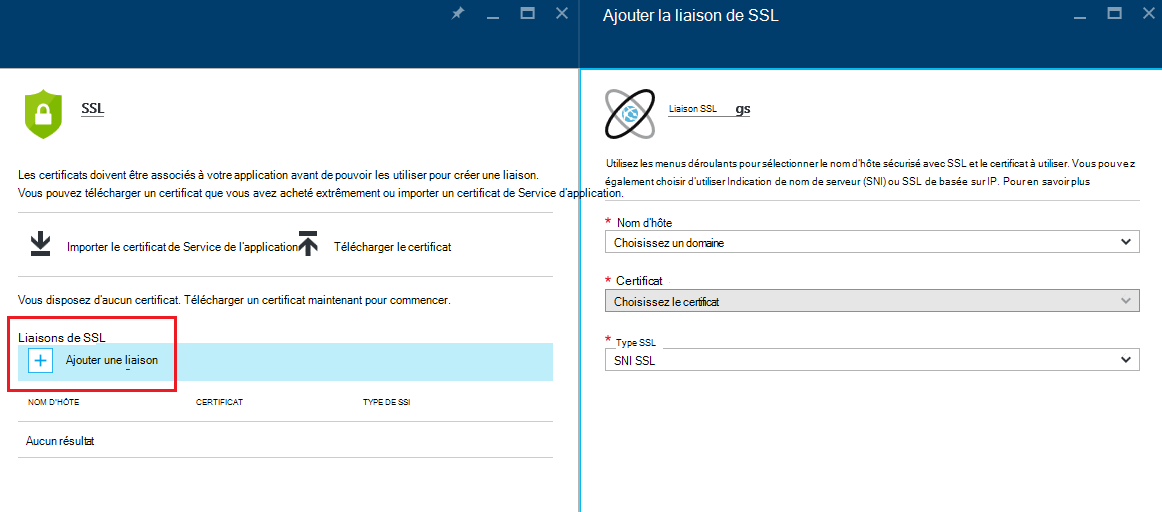 SSL
Les certificats doivent être associés à votre application avant de pouvoir les utiliser pour créer une liaison.
Vous pouvez télécharger un certificat que vous avez acheté extrêmement ou importer un certificat de Service d'application.
Importer le certificat de Service de l'application
Télécharger le certificat
Vous disposez d'aucun certificat. Télécharger un certificat maintenant pour commencer.
Liaisons de SSL
Ajouter une liaison
NOM D'HÔTE CERTIFICAT TYPE DE SSI
Aucun résultat
Ajouter la liaison de SSL
Liaison SSL gs
Utilisez les menus déroulants pour sélectionner le nom d'hôte sécurisé avec SSL et le certificat à utiliser. Vous pouvez
également choisir d'utiliser Indication de nom de serveur (SNI) ou SSL de basée sur IP. Pour en savoir plus
* Nom d'hôte
Choisissez un domaine
* Certificat
Choisissez le certificat
* Type SSL
SNI SSL